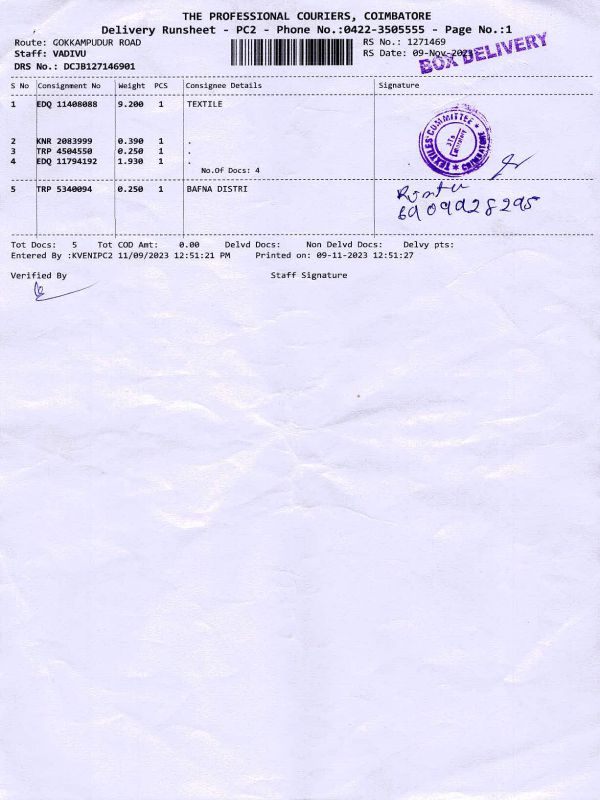 THE PROFESSIONAL COURIERS, COIMBATORE
Delivery Runsheet - PC2 - Phone No.:0422-3505555 - Page No.:1
Route: GOKKAMPUDUR ROAD
RS No.: 1271469
Staff: VADIVU
RS Date: 09-Nov-2023
BOX DELIVERY
DRS No.: DCJB127146901
S No Consignment No Weight PCS Consignee Details Signature
1 EDQ 11408088 9.200 1 TEXTILE
TEXTILES COMMITTEE
COIMBATORE
2 KNR 2083999 0.390 1 .
3 TRP 4504550 0.250 1 .
4 EDQ 11794192 1.930 1 .
No.Of Docs: 4
5 TRP 5340094 0.250 1 BAFNA DISTRI
Tot Docs: 5 Tot COD Amt: 0.00 Delvd Docs: Non Delvd Docs: Delvy pts:
Entered By :KVENIPC2 11/09/2023 12:51:21 PM Printed on: 09-11-2023 12:51:27
Verified By Staff Signature